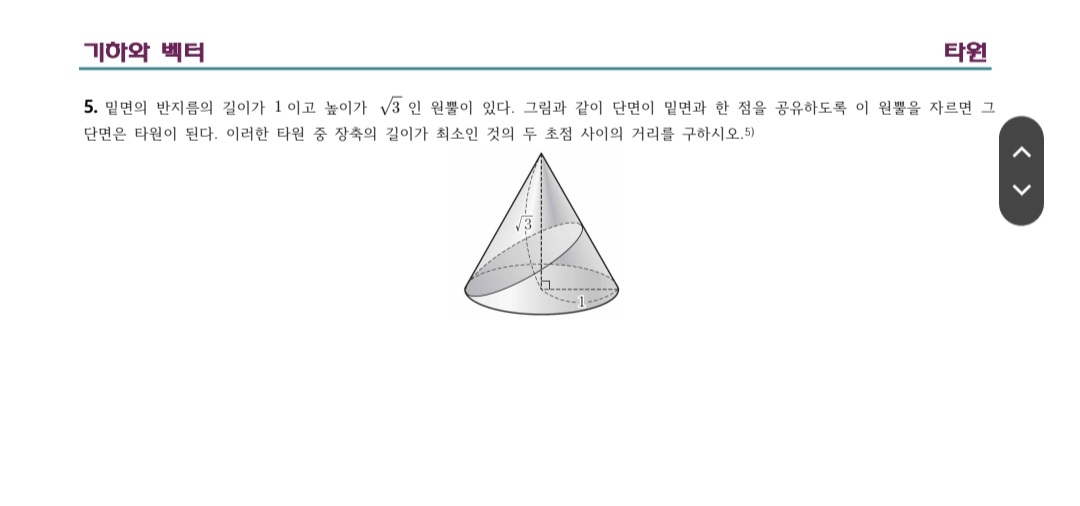 기하와 벡터
타원
5. 밑면의 반지름의 길이가 1 이고 높이가 √3 인 원뿔이 있다. 그림과 같이 단면이 밑면과 한 점을 공유하도록 이 원뿔을 자르면 그
단면은 타원이 된다. 이러한 타원 중 장축의 길이가 최소인 것의 두 초점 사이의 거리를 구하시오.5)
√3
1